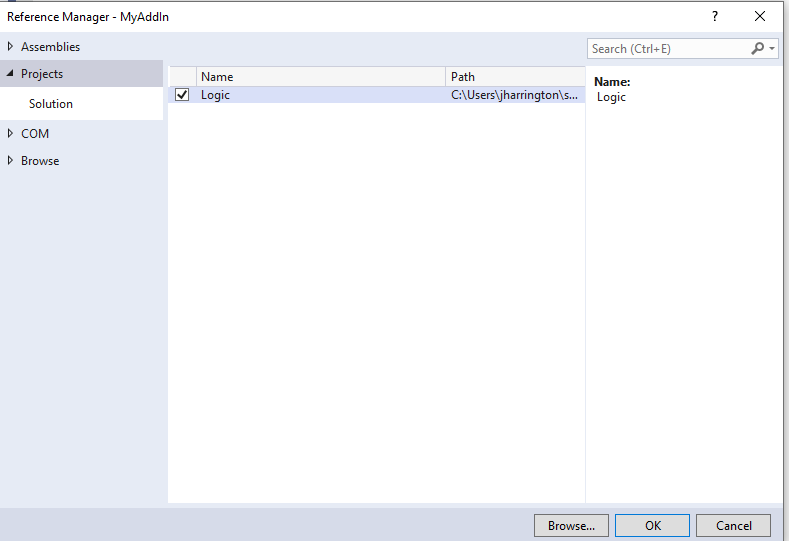 Reference Manager - MyAddIn
?
Assemblies
Search (Ctrl+E)
Projects
Solution
COM
Browse
Name Path
Logic C:\Users\jharrington\s...
Name:
Logic
Browse... OK Cancel